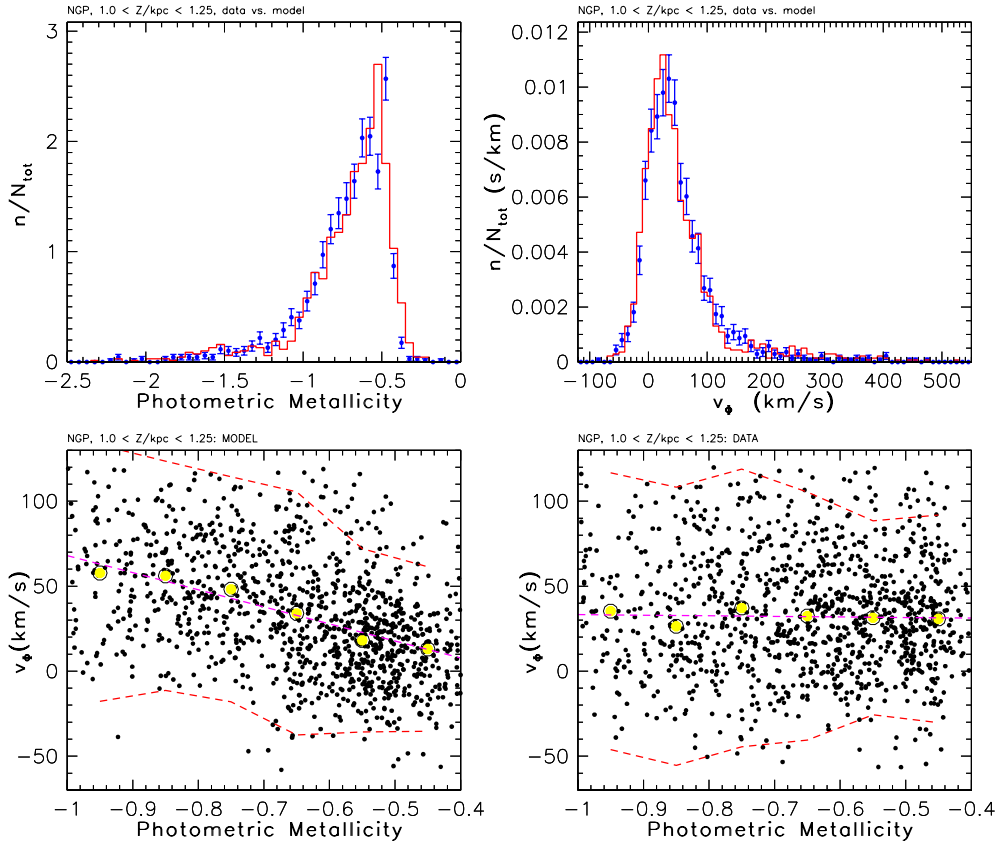 NGP, 1.0 < Z/kpc < 1.25, data vs. model
3
2
1
0
n/N_tot
−2.5 −2 −1.5 −1 −0.5 0
Photometric Metallicity
NGP, 1.0 < Z/kpc < 1.25, data vs. model
0.012
0.01
0.008
0.006
0.004
0.002
0
n/N_tot (s/km)
−100 0 100 200 300 400 500
v_Φ (km/s)
NGP, 1.0 < Z/kpc < 1.25: MODEL
100
50
0
−50
v_Φ(km/s)
−1 −0.9 −0.8 −0.7 −0.6 −0.5 −0.4
Photometric Metallicity
NGP, 1.0 < Z/kpc < 1.25: DATA
100
50
0
−50
v_Φ(km/s)
−1 −0.9 −0.8 −0.7 −0.6 −0.5 −0.4
Photometric Metallicity